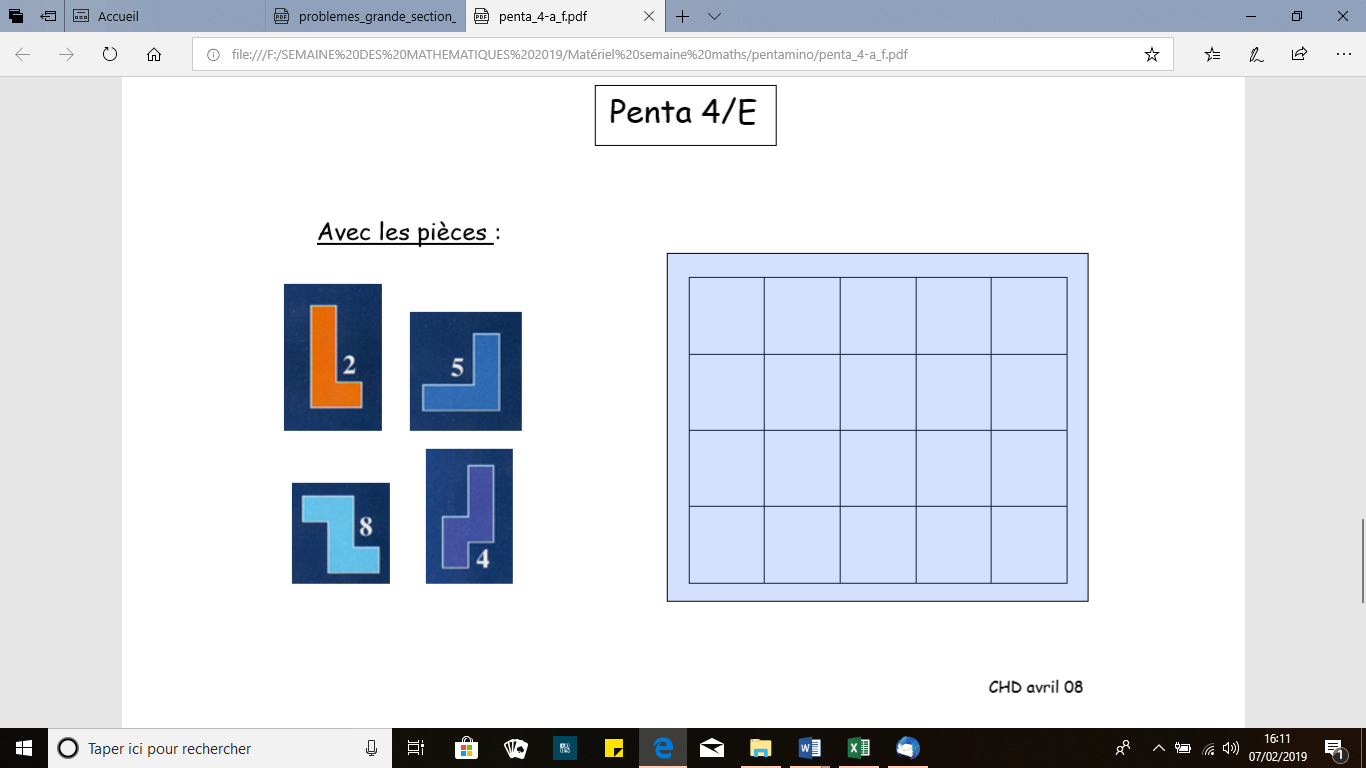 Accueil
problemes_grande_section_
penta_4-a_f.pdf
file:///F:/SEMAINE%20DES%20MATHEMATIQUES%202019/Matériel%20semaine%20maths/pentamino/penta_4-a_f.pdf
Penta 4/E
Avec les pièces :
2
5
8
4
CHD avril 08
Taper ici pour rechercher
16:11
07/02/2019
1